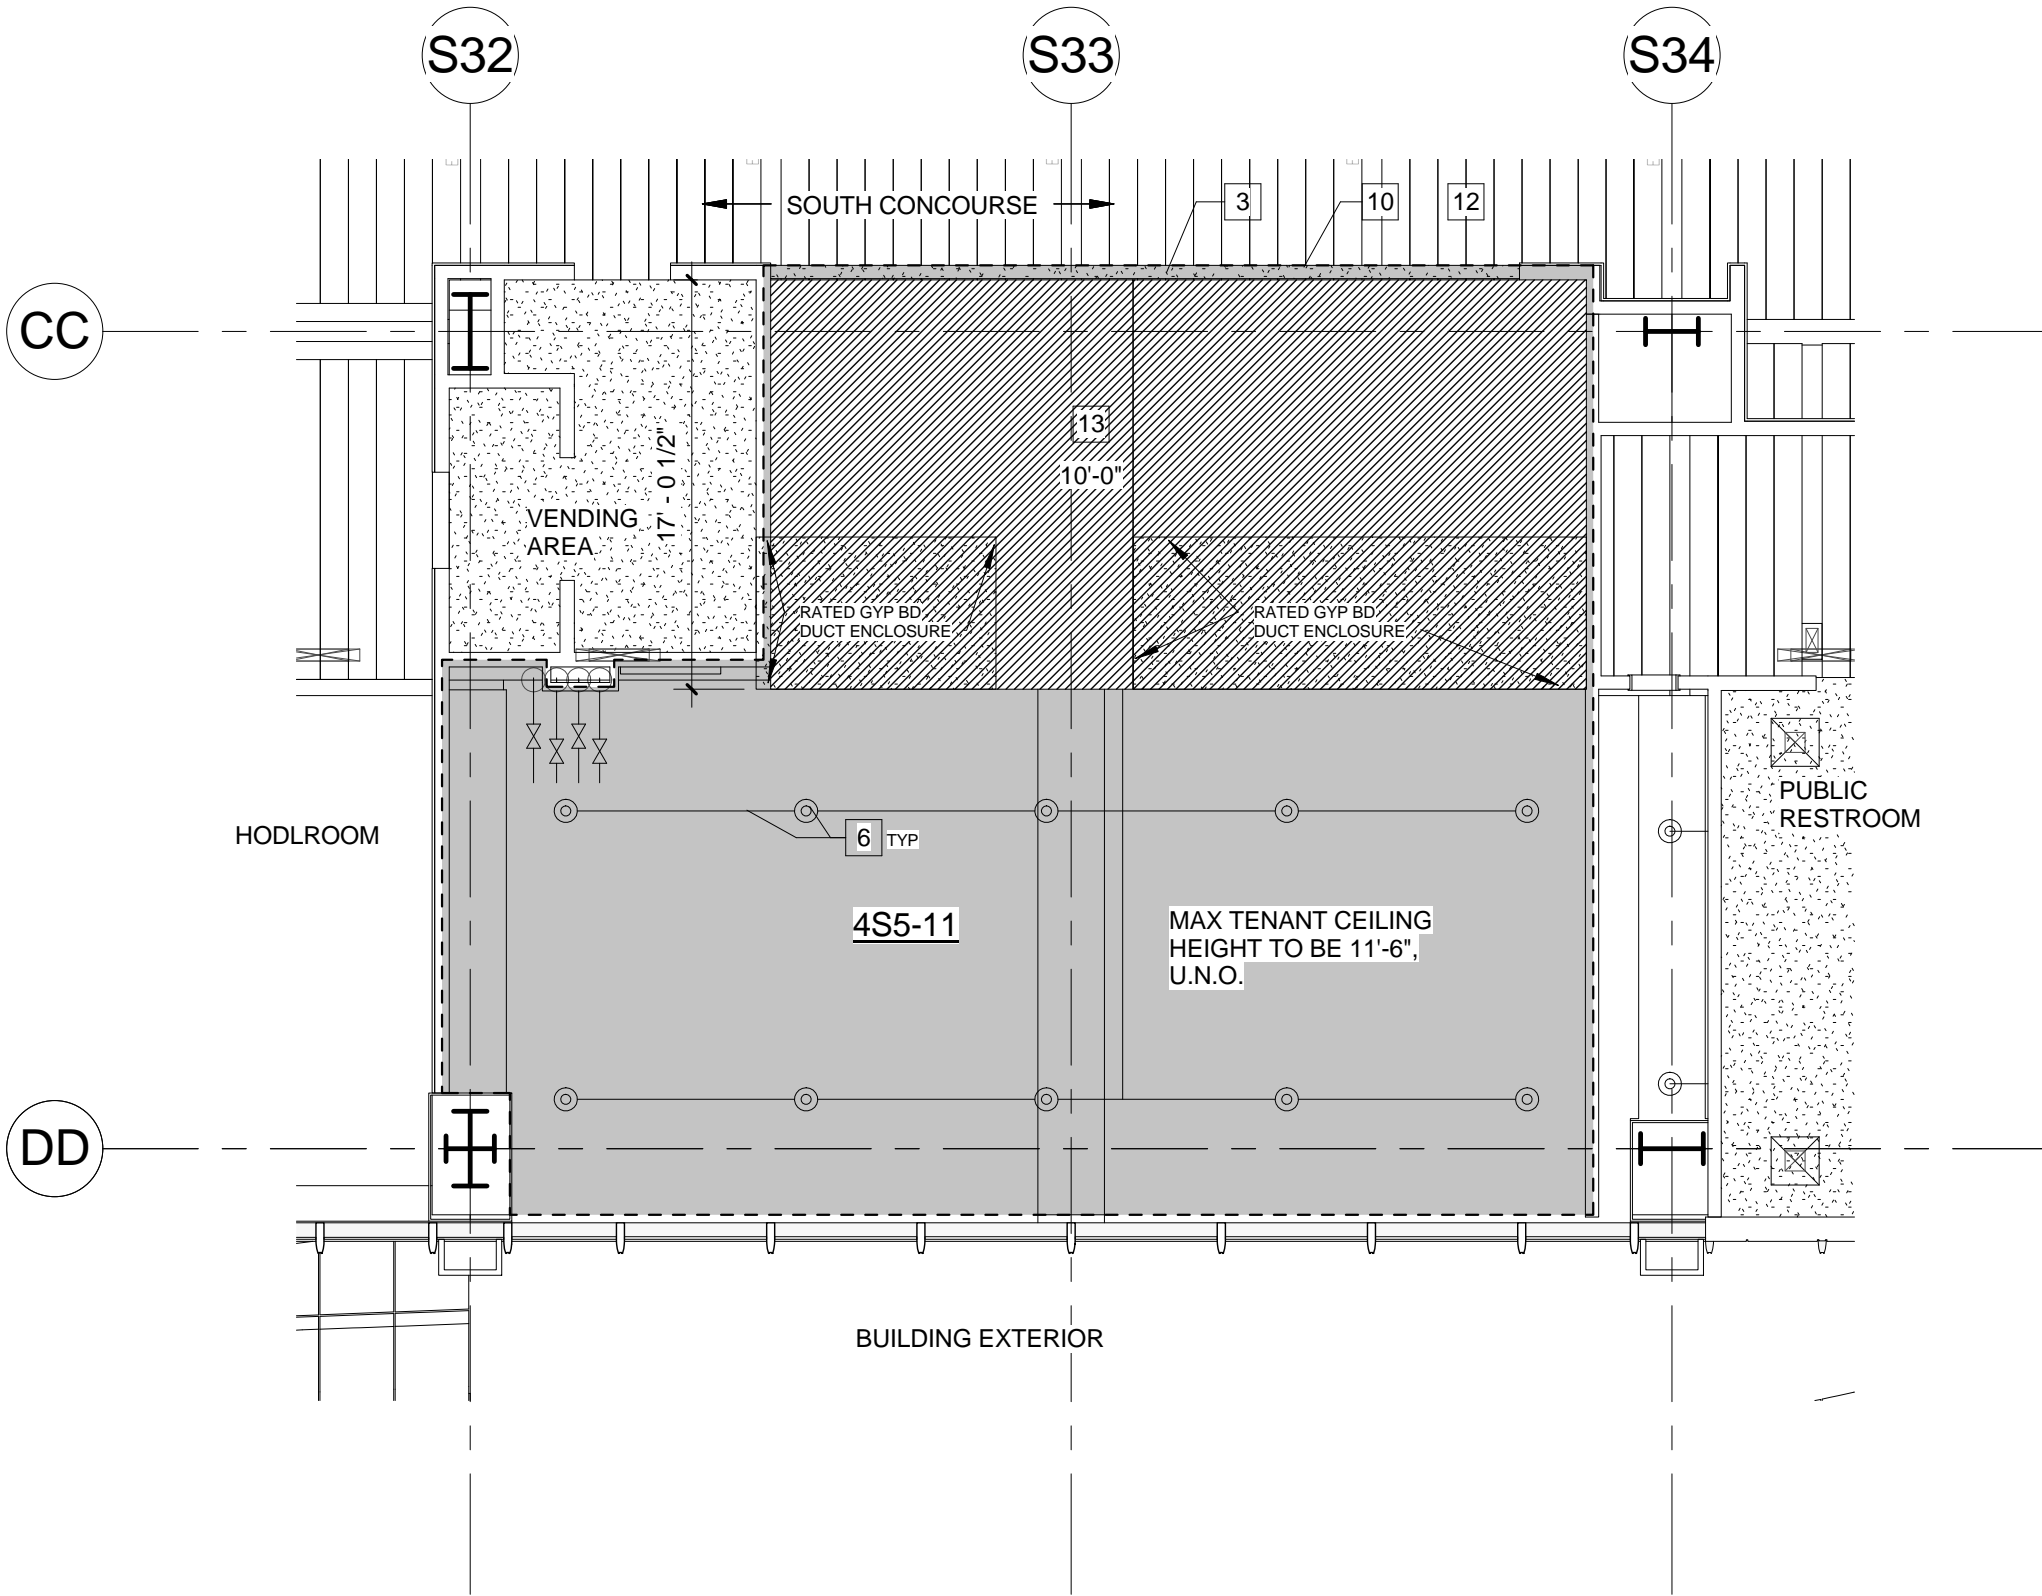 S32
S33
S34
SOUTH CONCOURSE
3
10
12
CC
13
10'-0"
17' - 0 1/2"
VENDING
AREA
RATED GYP BD
DUCT ENCLOSURE
RATED GYP BD
DUCT ENCLOSURE
PUBLIC
RESTROOM
HODLROOM
6 TYP
4S5-11
MAX TENANT CEILING
HEIGHT TO BE 11'-6",
U.N.O.
DD
BUILDING EXTERIOR